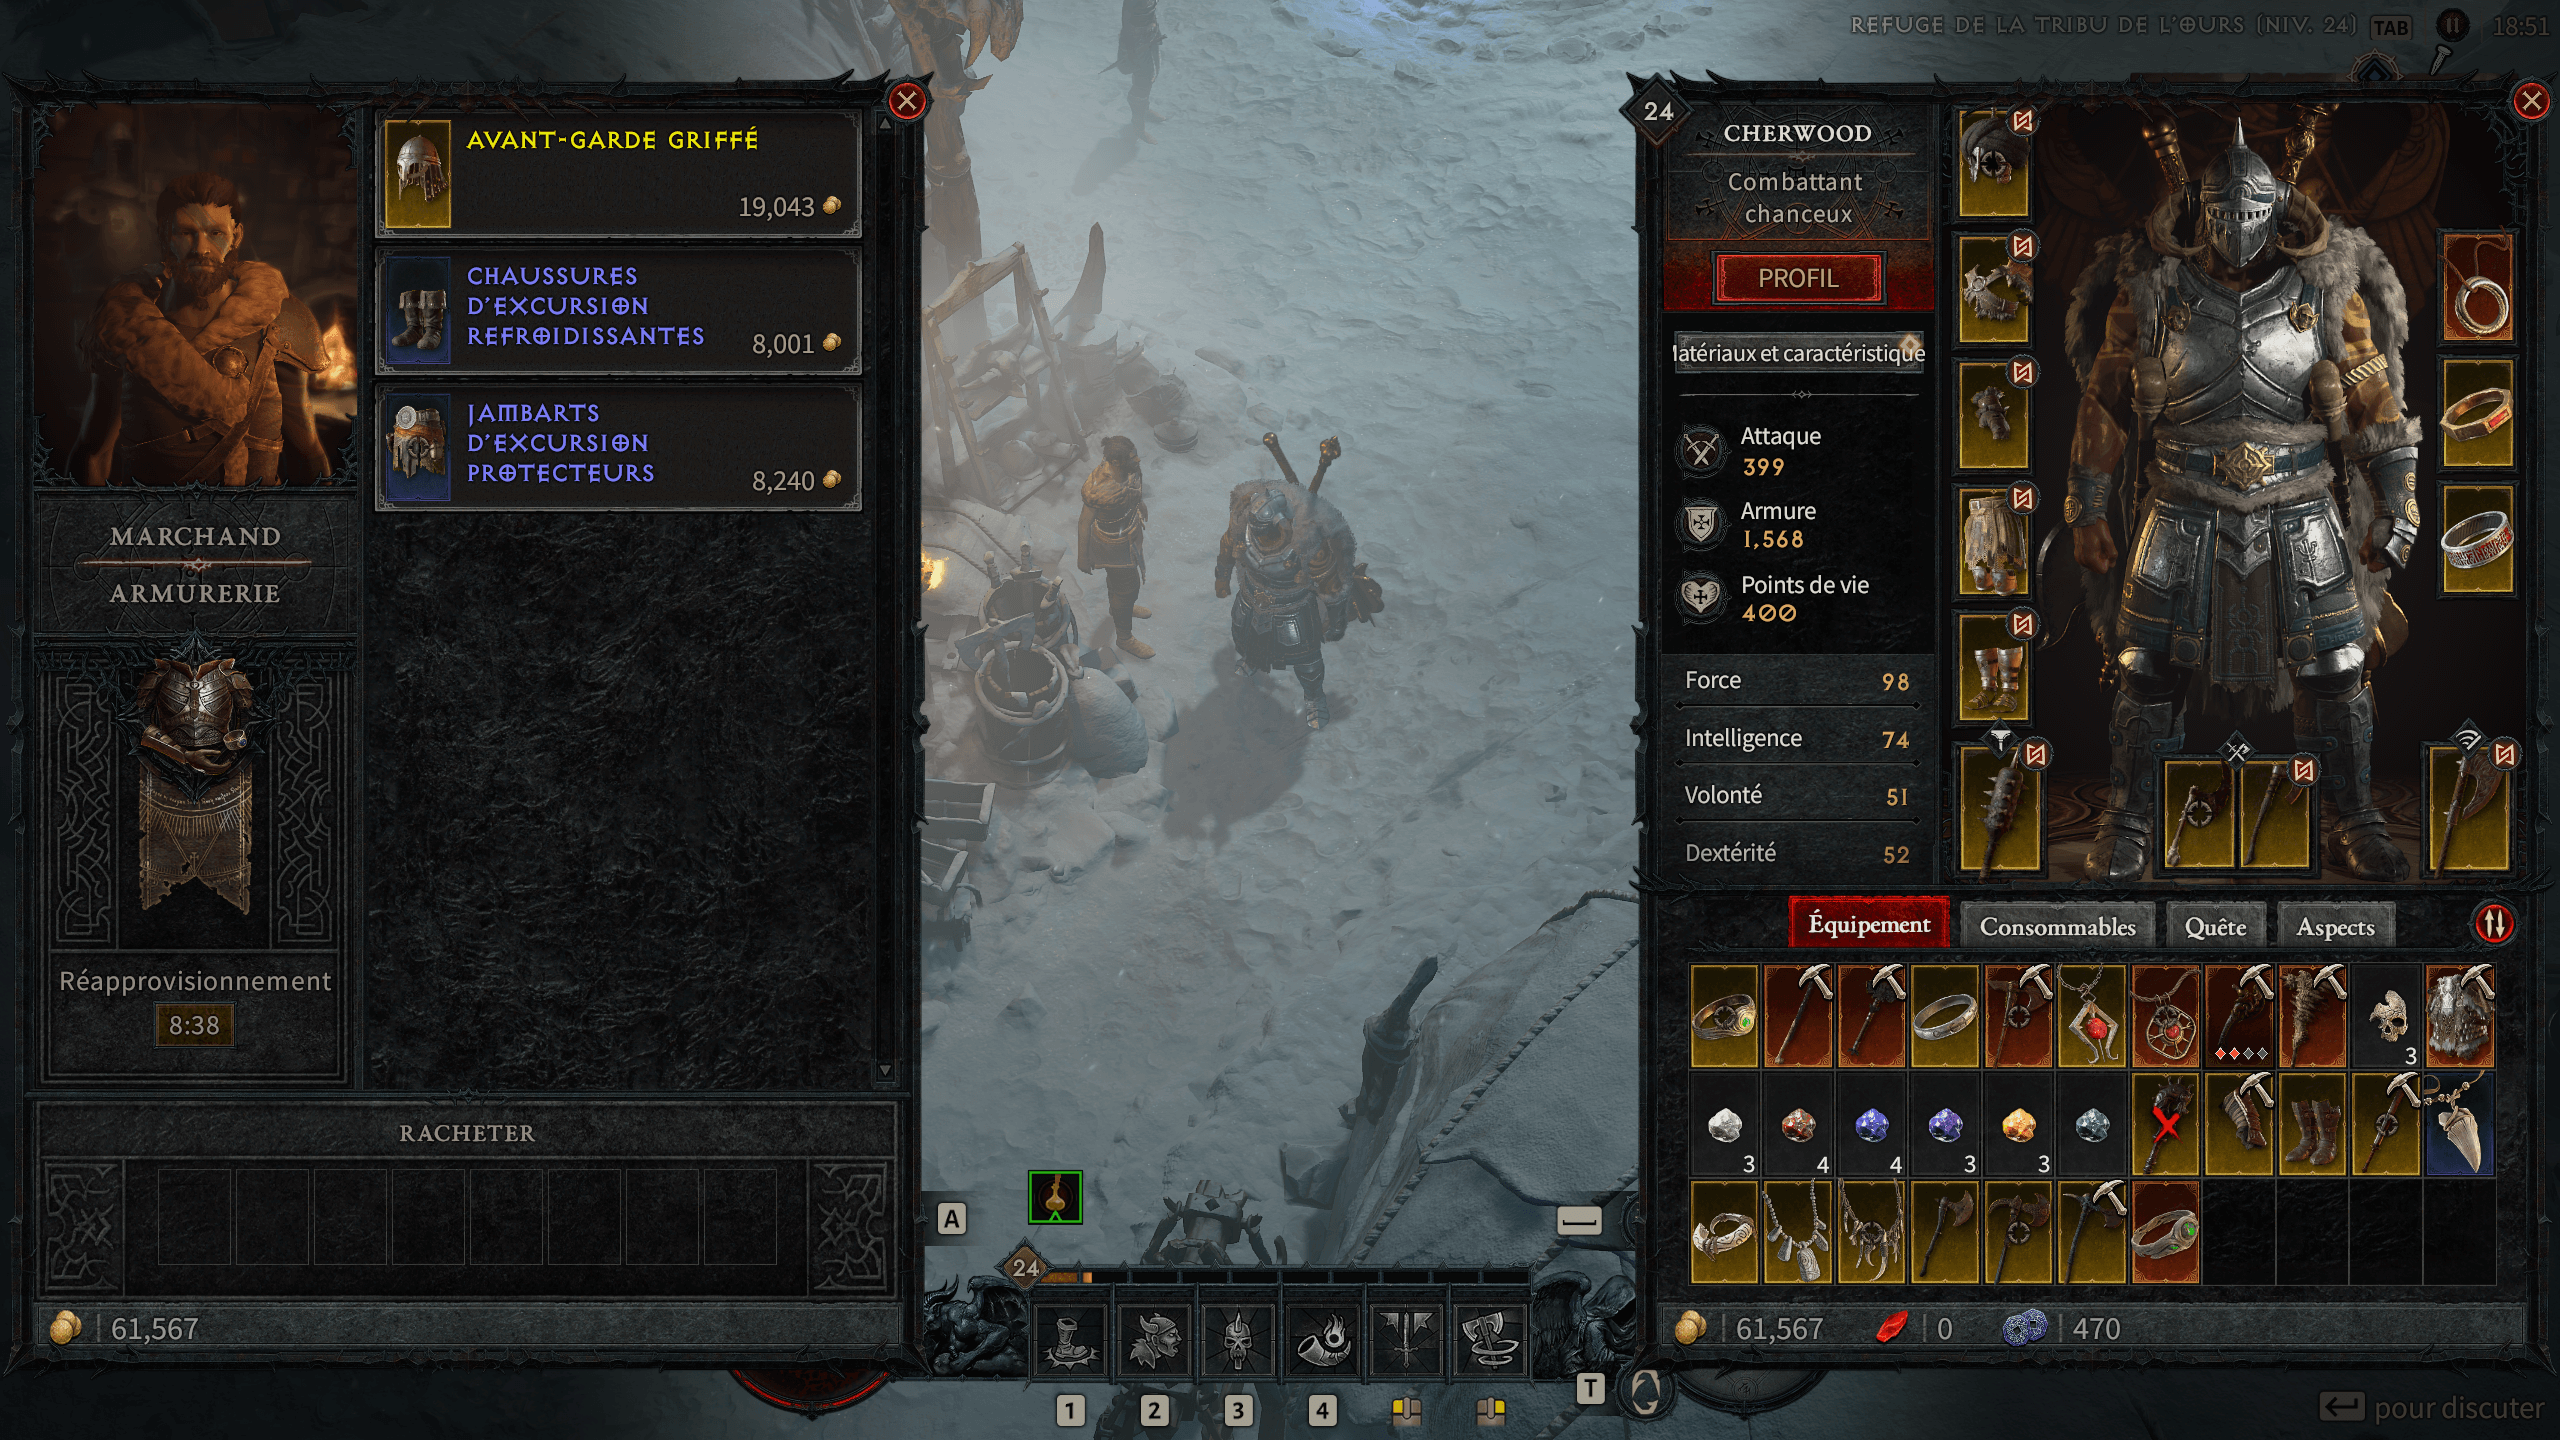 REFUGE DE LA TRIBU DE L'OURS (NIV. 24) TAB 18:51
AVANT-GARDE GRIFFÉ
19,043
CHAUSSURES
D'EXCURSION
REFROIDISSANTES
8,001
JAMBARTS
D'EXCURSION
PROTECTEURS
8,240
MARCHAND
ARMURERIE
Réapprovisionnement
8:38
RACHETER
61,567
A
24
T
1
2
3
4
24
CHERWOOD
Combattant
chanceux
PROFIL
atériaux et caractéristique
Attaque
399
Armure
1,568
Points de vie
400
Force 98
Intelligence 74
Volonté 51
Dextérité 52
Équipement Consommables Quête Aspects
3
3 4 4 3 3
61,567 0 470
pour discuter